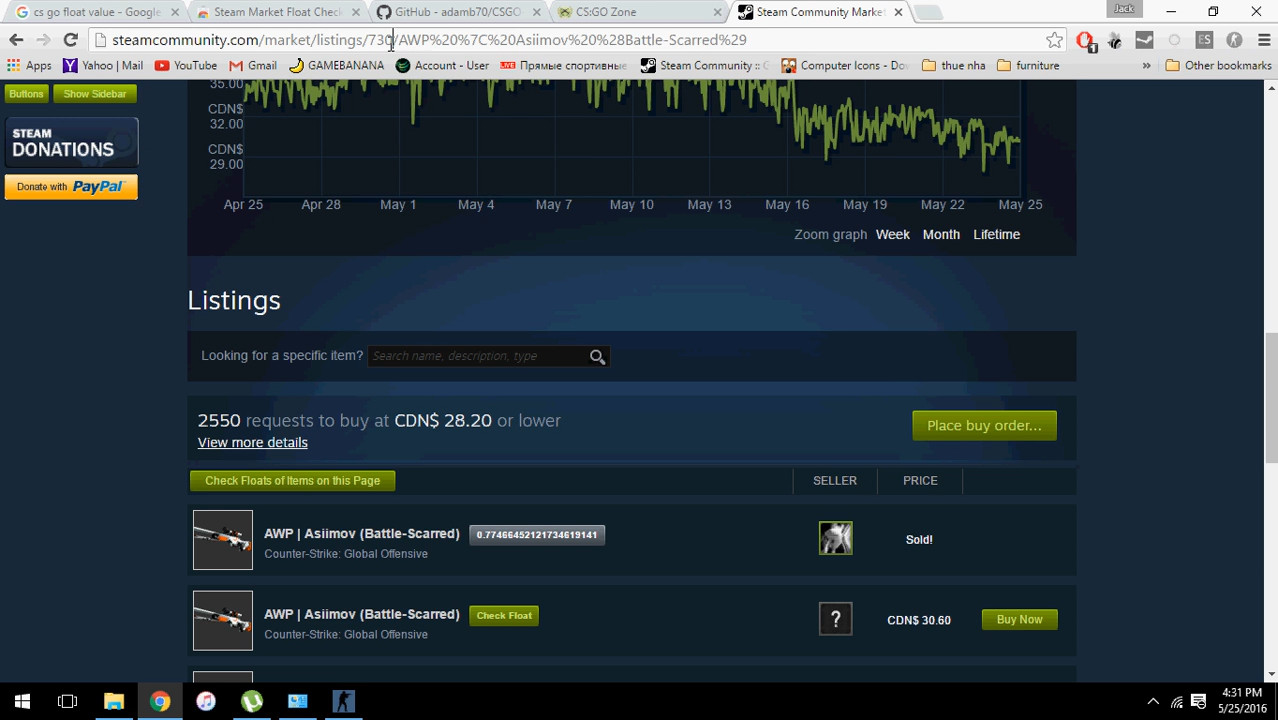 cs go float value - Google
Steam Market Float Check
GitHub - adamb70/CSGO
CS:GO Zone
Steam Community Market
Jack
steamcommunity.com/market/listings/730/AWP%20%7C%20Asiimov%20%28Battle-Scarred%29
1
ES
Apps
Yahoo | Mail
YouTube
Gmail
GAMEBANANA
Account - User
LIVE Прямые спортивные
Steam Community :: G
Computer Icons - Dow
thue nha
furniture
»
Other bookmarks
Buttons
Show Sidebar
STEAM
DONATIONS
Donate with PayPal
35.00
CDN$
32.00
CDN$
29.00
Apr 25 Apr 28 May 1 May 4 May 7 May 10 May 13 May 16 May 19 May 22 May 25
Zoom graph Week Month Lifetime
Listings
Looking for a specific item? Search name, description, type
2550 requests to buy at CDN$ 28.20 or lower
Place buy order...
View more details
Check Floats of Items on this Page
SELLER PRICE
AWP | Asiimov (Battle-Scarred) 0.77466452121734619141
Sold!
Counter-Strike: Global Offensive
AWP | Asiimov (Battle-Scarred) Check Float
? CDN$ 30.60 Buy Now
Counter-Strike: Global Offensive
4:31 PM
5/25/2016